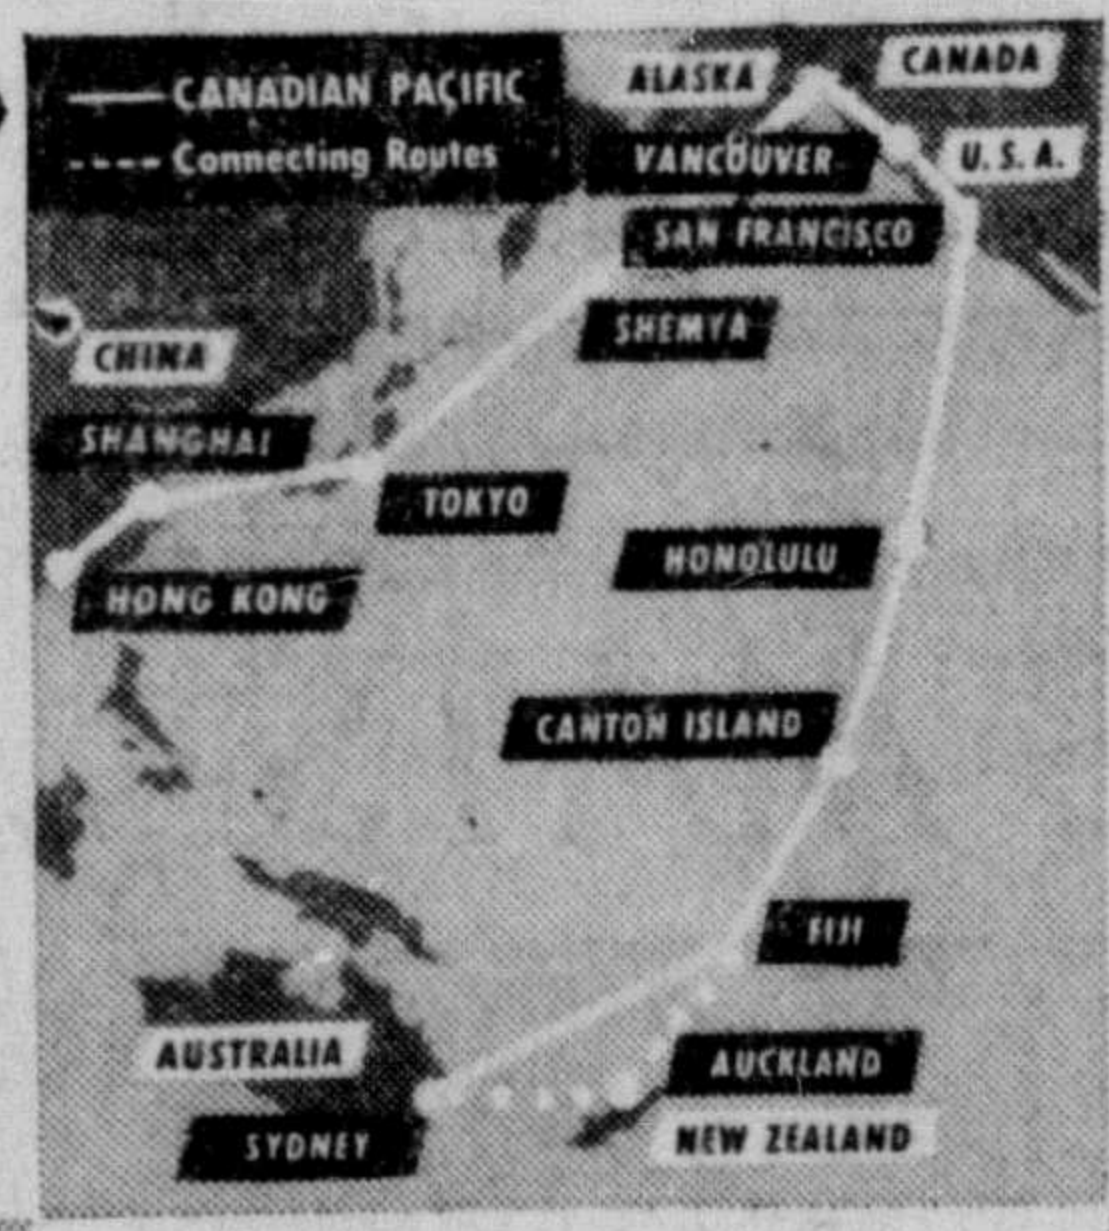 CANADIAN PACIFIC
Connecting Routes
ALASKA
CANADA
VANCOUVER
U. S. A.
SAN FRANCISCO
SHEMYA
CHINA
SHANGHAI
TOKYO
HONOLULU
HONG KONG
CANTON ISLAND
FIJI
AUSTRALIA
AUCKLAND
SYDNEY
NEW ZEALAND